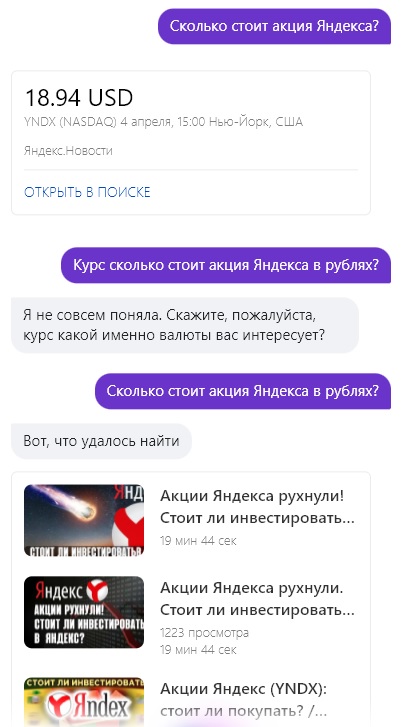 Сколько стоит акция Яндекса?
18.94 USD
YNDX (NASDAQ) 4 апреля, 15:00 Нью-Йорк, США
Яндекс.Новости
ОТКРЫТЬ В ПОИСКЕ
Курс сколько стоит акция Яндекса в рублях?
Я не совсем поняла. Скажите, пожалуйста,
курс какой именно валюты вас интересует?
Сколько стоит акция Яндекса в рублях?
Вот, что удалось найти
ЯНД
СТОИТ ЛИ ИНВЕСТИРОВАТЬ
Акции Яндекса рухнули!
Стоит ли инвестировать...
19 мин 44 сек
Яндекс
АКЦИИ РУХНУЛИ!
СТОИТ ЛИ ИНВЕСТИРОВАТЬ
В ЯНДЕКС?
Акции Яндекса рухнули.
Стоит ли инвестировать...
1223 просмотра
19 мин 44 сек
СТОИТ ЛИ ИНВЕСТИРОВАТЬ
Яndex
Акции Яндекс (YNDX):
стоит ли покупать? /...